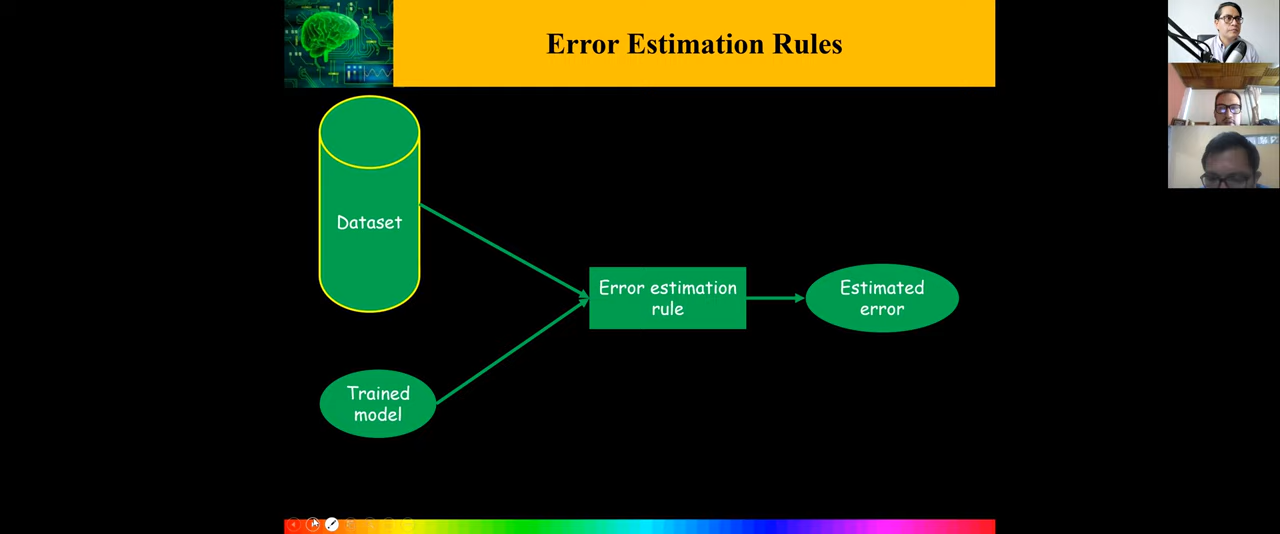 Error Estimation Rules
Dataset
Error estimation
rule
Estimated
error
Trained
model